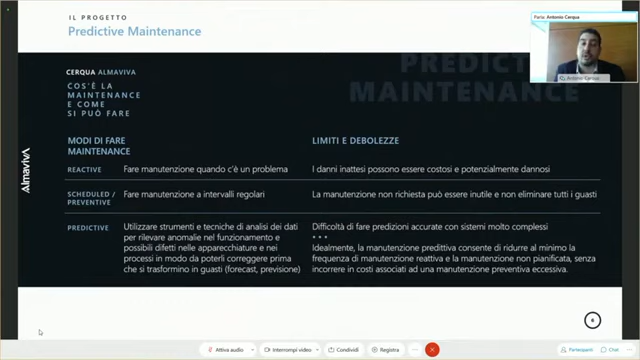 IL PROGETTO
Predictive Maintenance
Parla: Antonio Cerqua
Antonio Cerqua
PREDICTI
MAINTENANCE
CERQUA ALMAVIVA
COS'È LA
MAINTENANCE
E COME
SI PUÒ FARE
MODI DI FARE
MAINTENANCE
LIMITI E DEBOLEZZE
REACTIVE
Fare manutenzione quando c'è un problema
I danni inattesi possono essere costosi e potenzialmente dannosi
SCHEDULED /
PREVENTIVE
Fare manutenzione a intervalli regolari
La manutenzione non richiesta può essere inutile e non eliminare tutti i guasti
PREDICTIVE
Utilizzare strumenti e tecniche di analisi dei dati
per rilevare anomalie nel funzionamento e
possibili difetti nelle apparecchiature e nei
processi in modo da poterli correggere prima
che si trasformino in guasti (forecast, previsione)
Difficoltà di fare predizioni accurate con sistemi molto complessi
* * *
Idealmente, la manutenzione predittiva consente di ridurre al minimo la
frequenza di manutenzione reattiva e la manutenzione non pianificata, senza
incorrere in costi associati ad una manutenzione preventiva eccessiva.
Almaviva
6
Attiva audio
Interrompi video
Condividi
Registra
Partecipanti
Chat